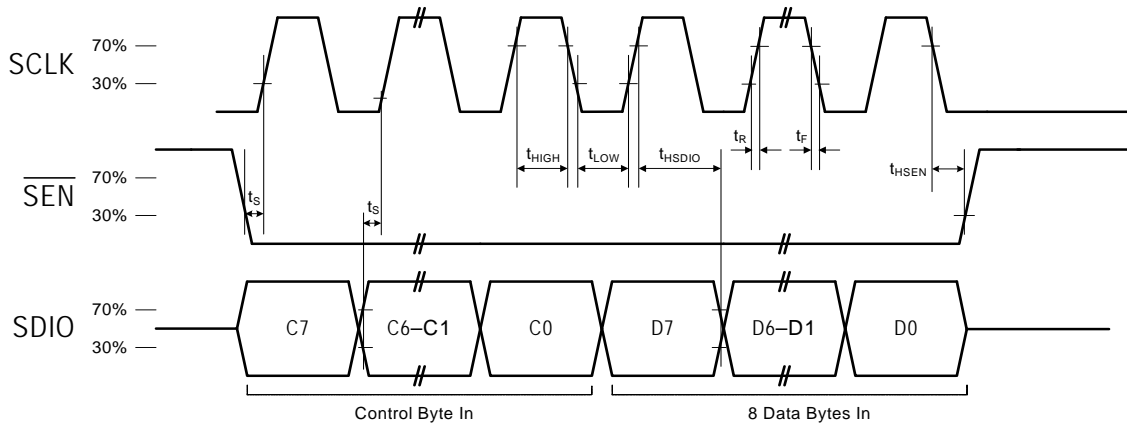 SCLK
70%
30%
tR
tF
tHIGH
tLOW
tHSDIO
tHSEN
SEN
70%
30%
tS
tS
SDIO
70%
30%
C7
C6–C1
C0
D7
D6–D1
D0
Control Byte In
8 Data Bytes In